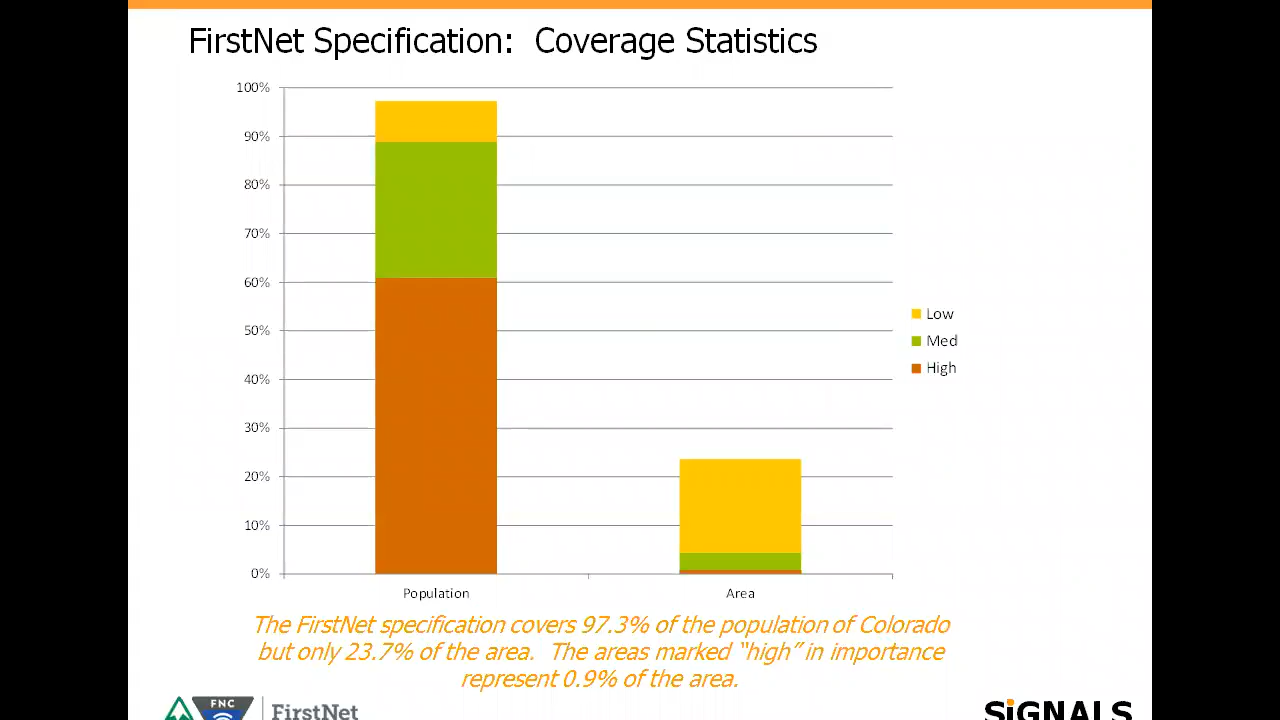 FirstNet Specification:  Coverage Statistics
100%
90%
80%
70%
60%
50%
40%
30%
20%
10%
0%
Population
Area
Low
Med
High
The FirstNet specification covers 97.3% of the population of Colorado
but only 23.7% of the area.  The areas marked "high" in importance
represent 0.9% of the area.
FNC
FirstNet
SiGNALS